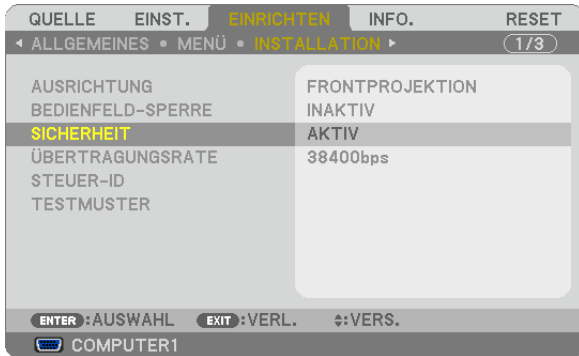 QUELLE EINST. EINRICHTEN INFO. RESET
ALLGEMEINES • MENÜ • INSTALLATION 1/3
AUSRICHTUNG FRONTPROJEKTION
BEDIENFELD-SPERRE INAKTIV
SICHERHEIT AKTIV
ÜBERTRAGUNGSRATE 38400bps
STEUER-ID
TESTMUSTER
ENTER :AUSWAHL EXIT :VERL. :VERS.
COMPUTER1